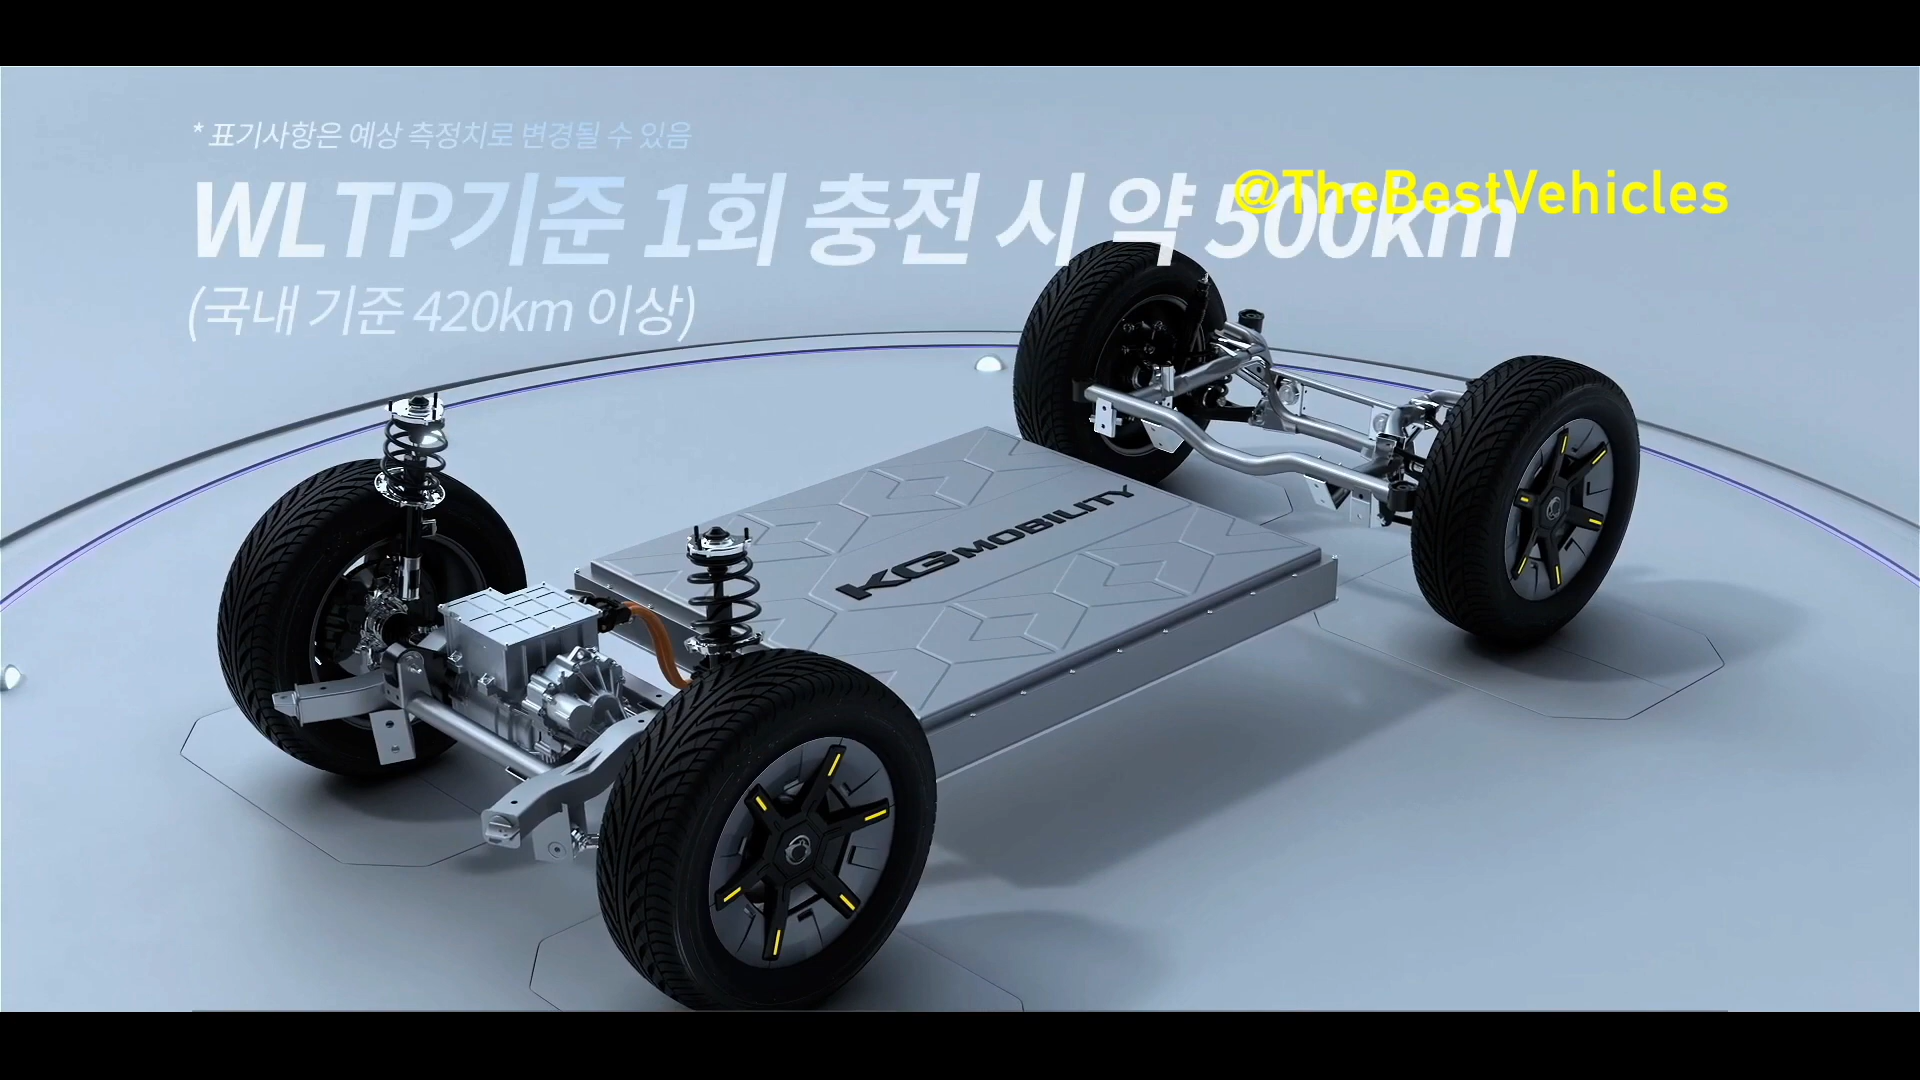 * 표기사항은 예상 측정치로 변경될 수 있음
WLTP기준 1회 충전 시 약 500km
@TheBestVehicles
(국내 기준 420km 이상)
KG MOBILITY